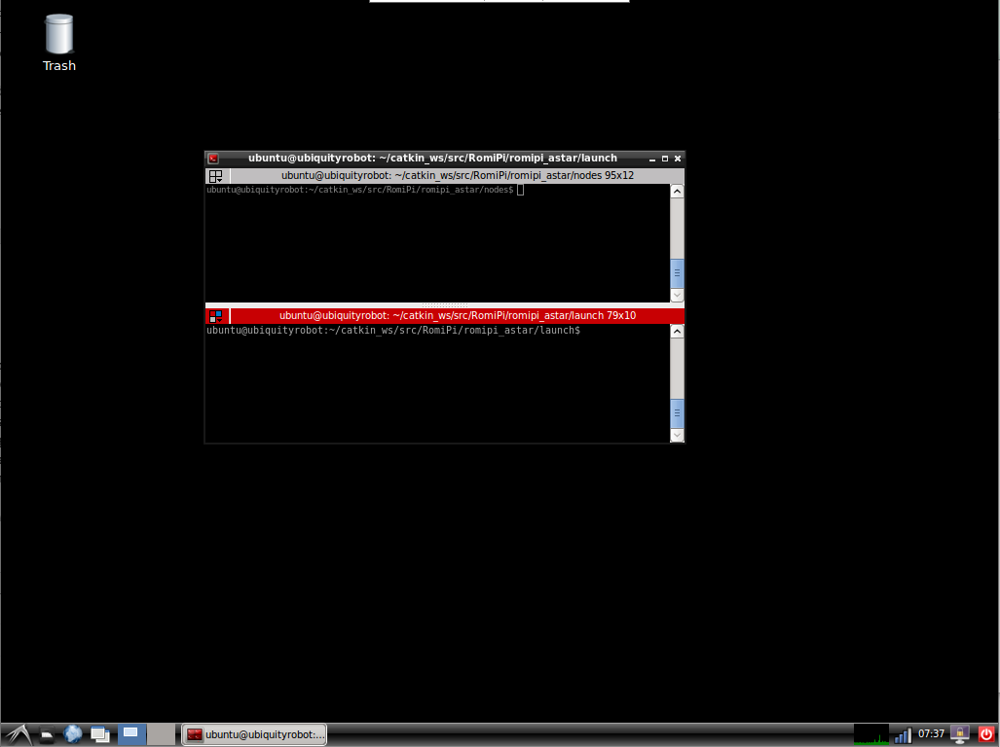 Trash
ubuntu@ubiquityrobot: ~/catkin_ws/src/RomiPi/romipi_astar/launch
ubuntu@ubiquityrobot: ~/catkin_ws/src/RomiPi/romipi_astar/nodes 95x12
ubuntu@ubiquityrobot:~/catkin_ws/src/RomiPi/romipi_astar/nodes$
ubuntu@ubiquityrobot: ~/catkin_ws/src/RomiPi/romipi_astar/launch 79x10
ubuntu@ubiquityrobot:~/catkin_ws/src/RomiPi/romipi_astar/launch$
ubuntu@ubiquityrobot:... 07:37